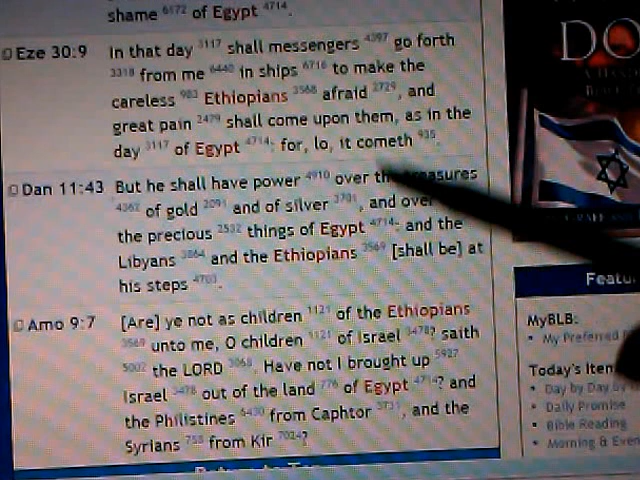 shame 6172 of Egypt 4714.
Eze 30:9 In that day 3117 shall messengers 4397 go forth
3318 from me 6440 in ships 6716 to make the
careless 983 Ethiopians 3568 afraid 2729, and
great pain 2479 shall come upon them, as in the
day 3117 of Egypt 4714: for, lo, it cometh 935.
Dan 11:43 But he shall have power 4910 over the treasures
4362 of gold 2091 and of silver 3701, and over
the precious 2532 things of Egypt 4714: and the
Libyans 3864 and the Ethiopians 3569 [shall be] at
his steps 4703.
Amo 9:7 [Are] ye not as children 1121 of the Ethiopians
3569 unto me, O children 1121 of Israel 3478? saith
5002 the LORD 3068. Have not I brought up 5927
Israel 3478 out of the land 776 of Egypt 4714? and
the Philistines 6430 from Caphtor 3731, and the
Syrians 758 from Kir 7024?
DO
Featu
MyBLB:
• My Preferred
Today's Item
• Day by Day by
• Daily Promise
• Bible Reading
• Morning & Eve